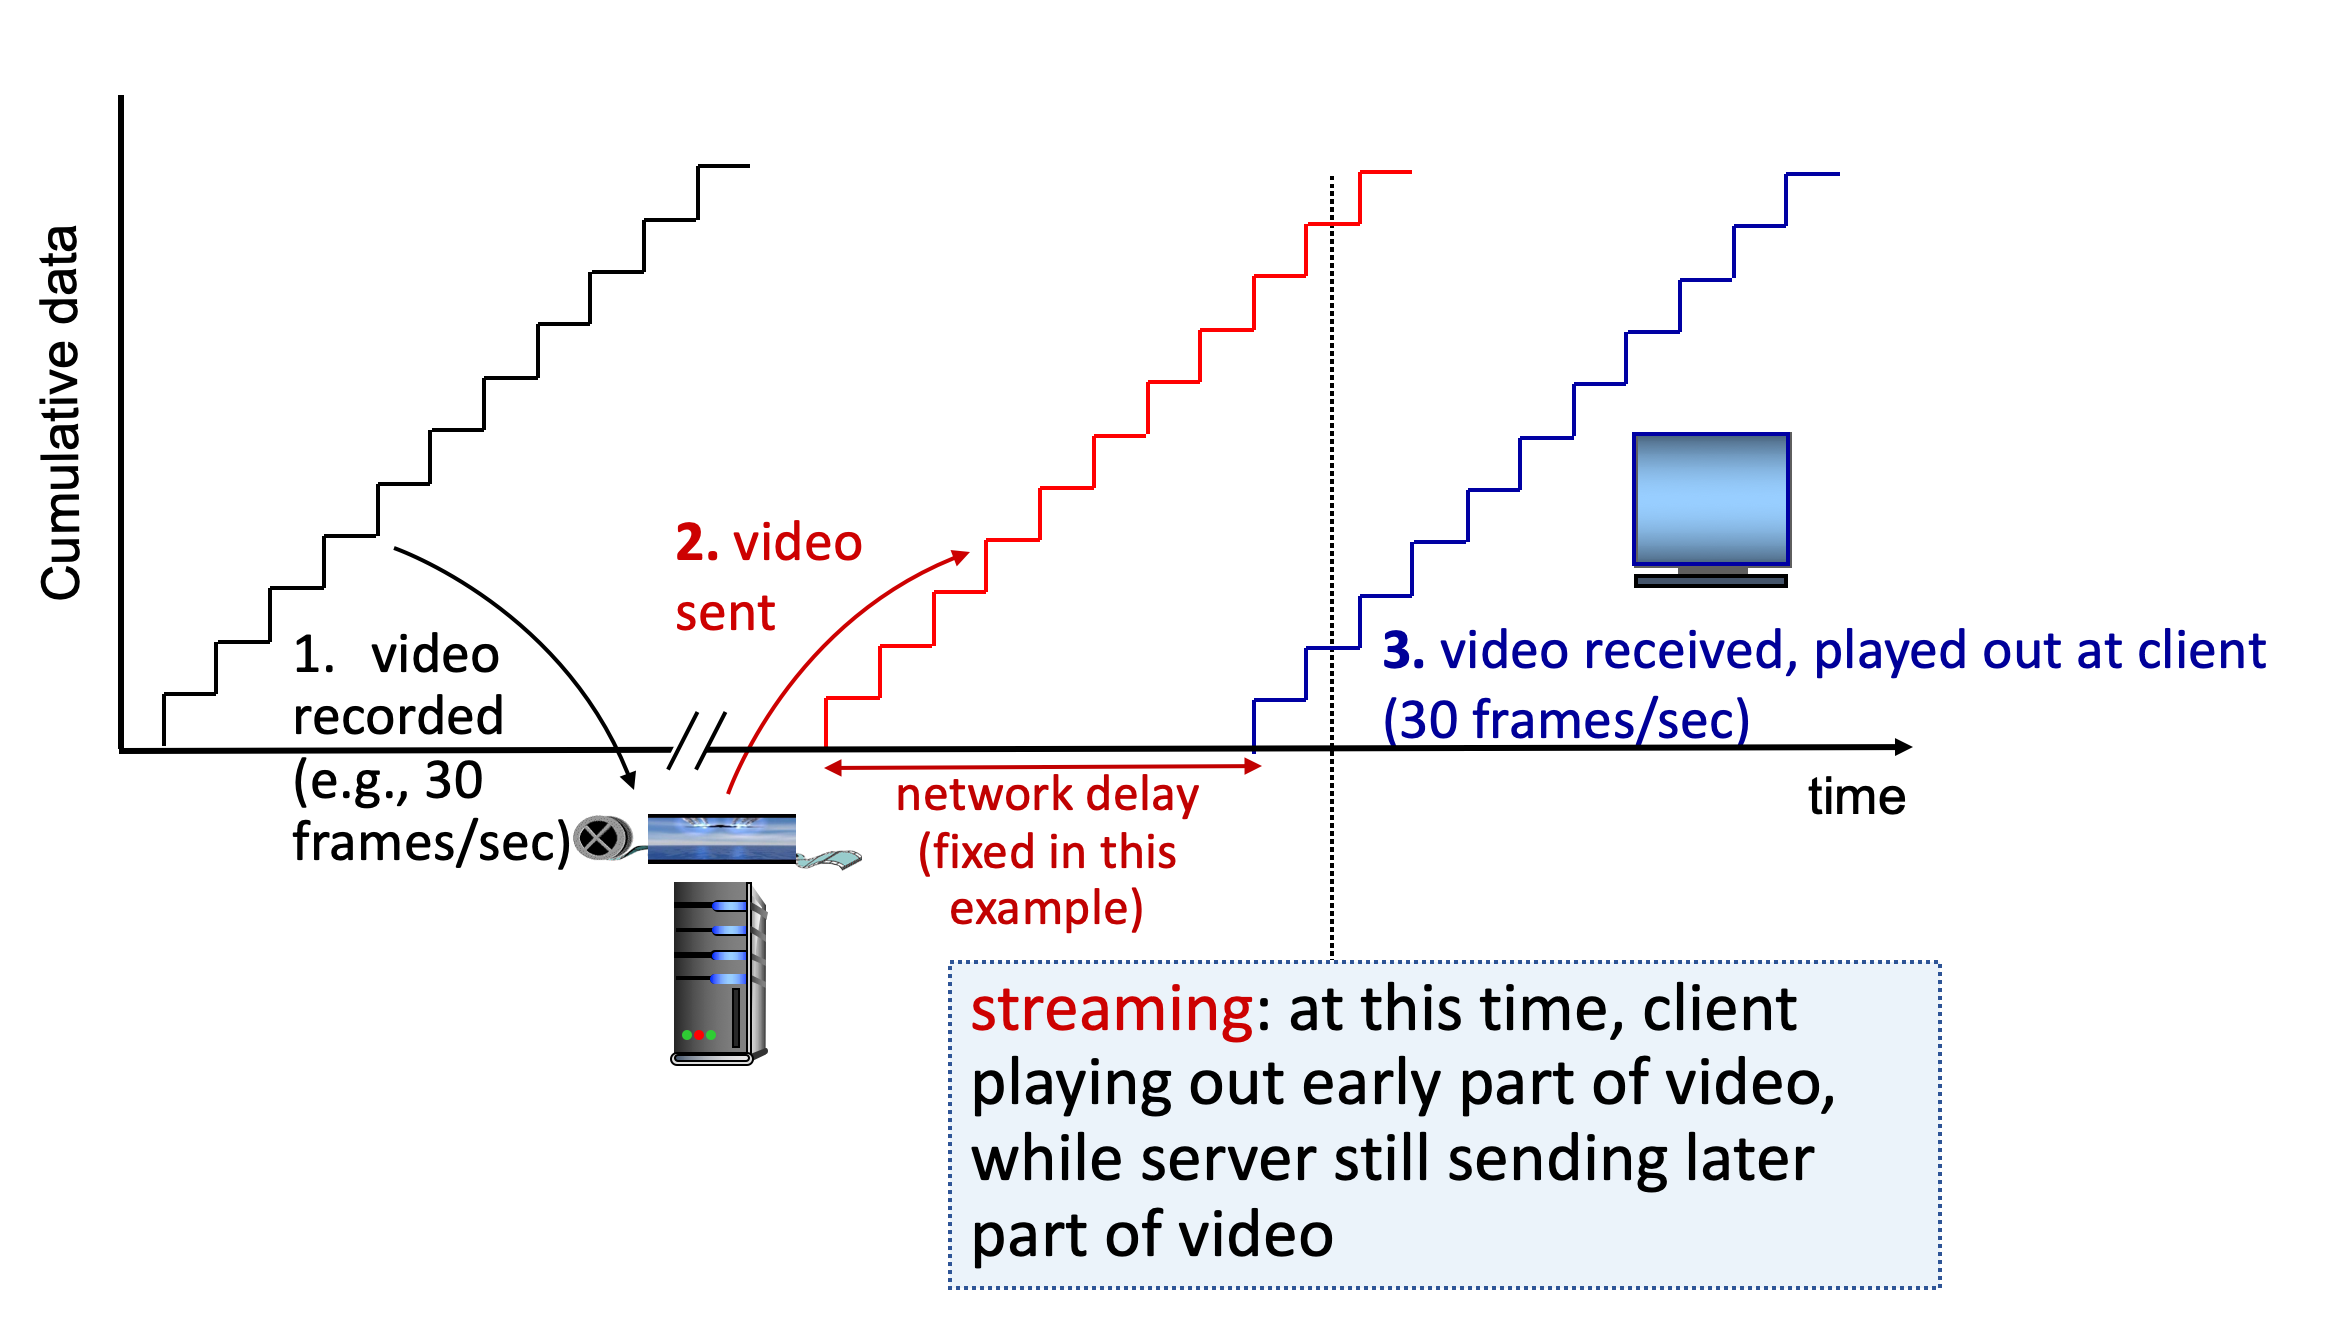 Cumulative data
2. video
sent
1. video
recorded
(e.g., 30
frames/sec)
3. video received, played out at client
(30 frames/sec)
network delay
(fixed in this
example)
time
streaming: at this time, client
playing out early part of video,
while server still sending later
part of video